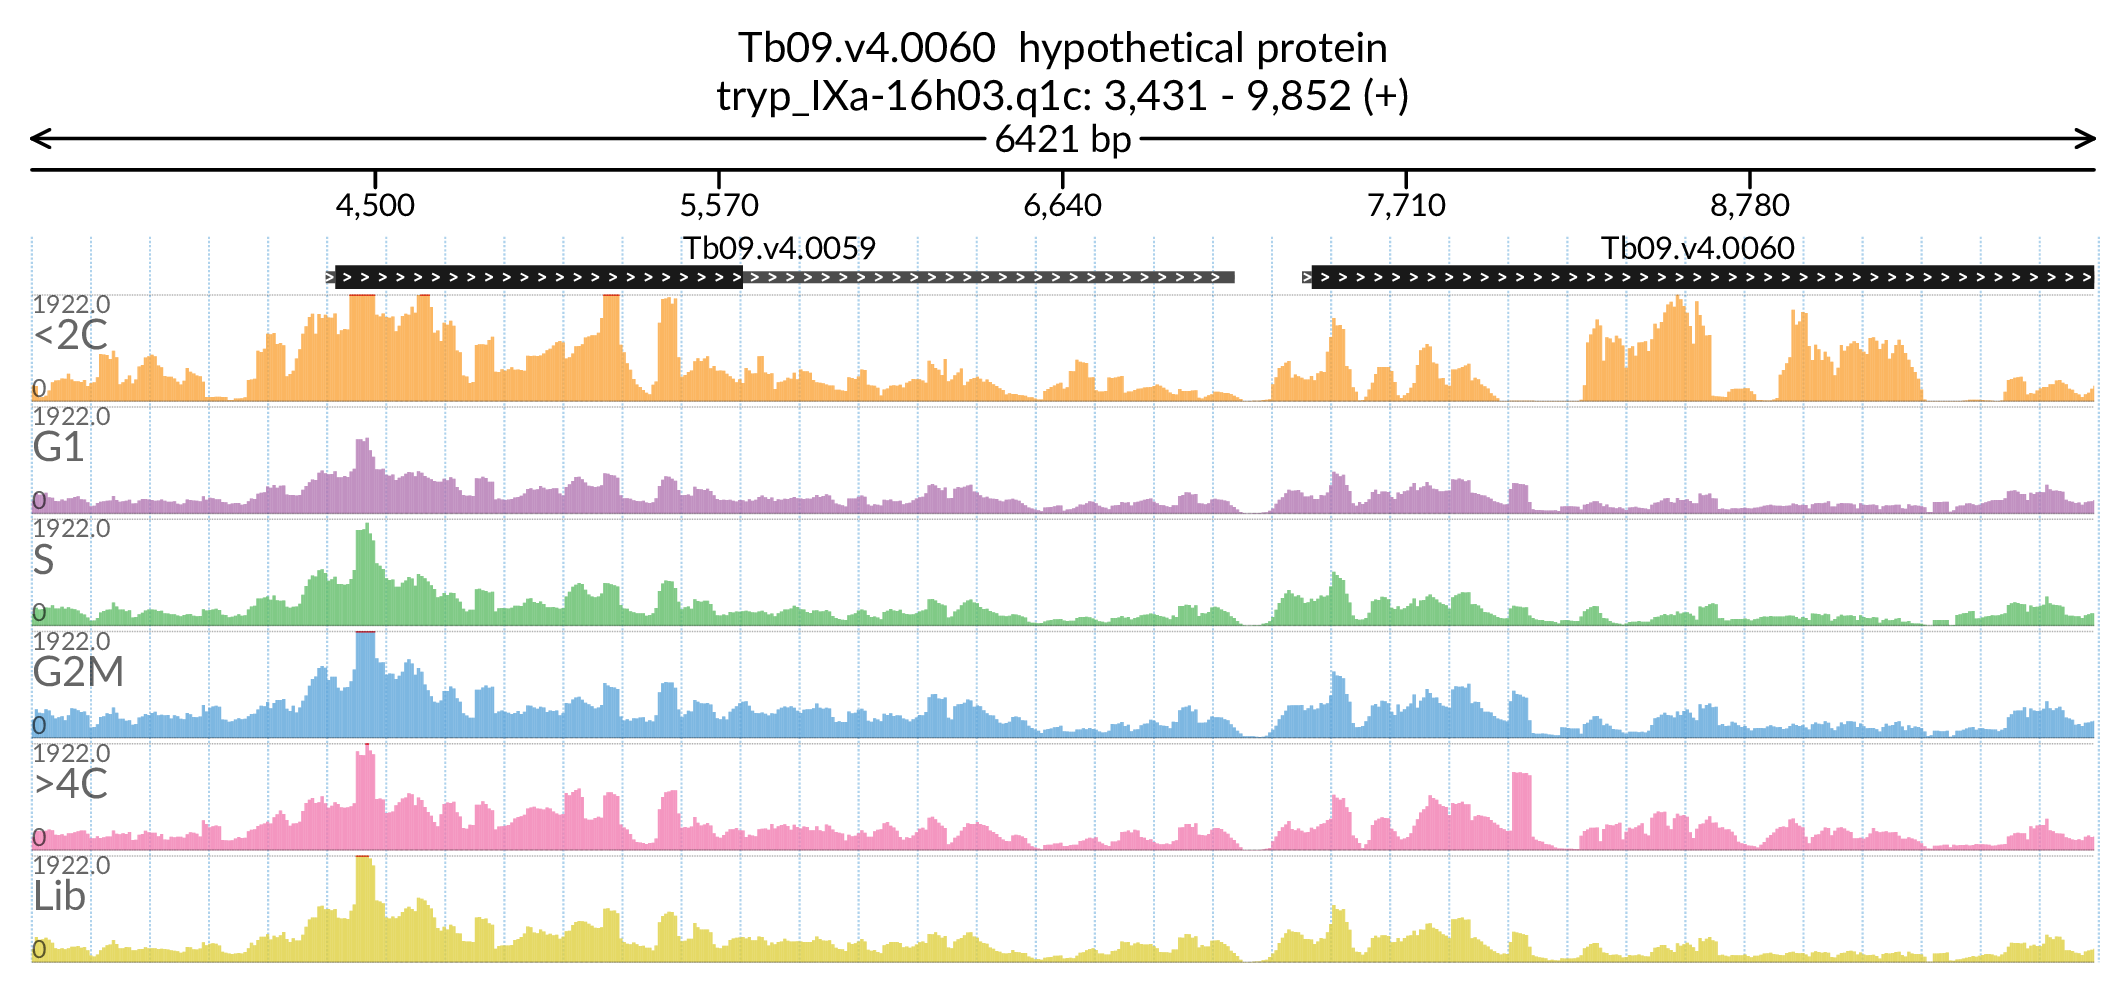 Tb09.v4.0060  hypothetical protein
tryp_IXa-16h03.q1c: 3,431 - 9,852 (+)
6421 bp
4,500 5,570 6,640 7,710 8,780
Tb09.v4.0059 Tb09.v4.0060
1922.0
<2C
0
1922.0
G1
0
1922.0
S
0
1922.0
G2M
0
1922.0
>4C
0
1922.0
Lib
0